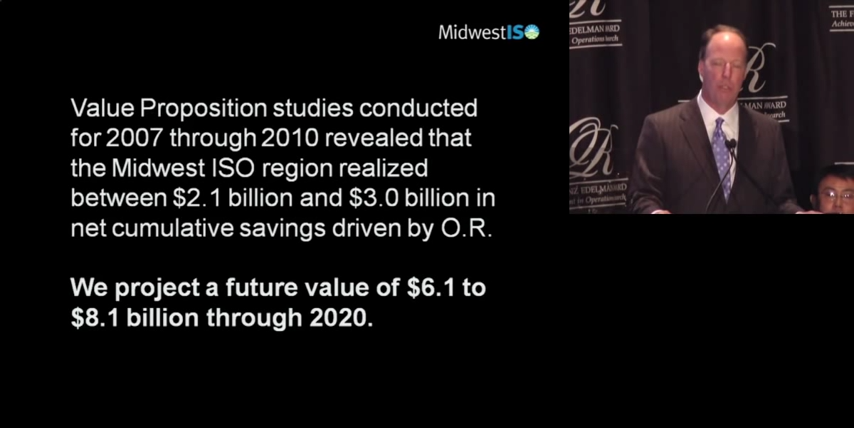 MidwestISO
Value Proposition studies conducted
for 2007 through 2010 revealed that
the Midwest ISO region realized
between $2.1 billion and $3.0 billion in
net cumulative savings driven by O.R.
We project a future value of $6.1 to
$8.1 billion through 2020.
THE F
Achiev